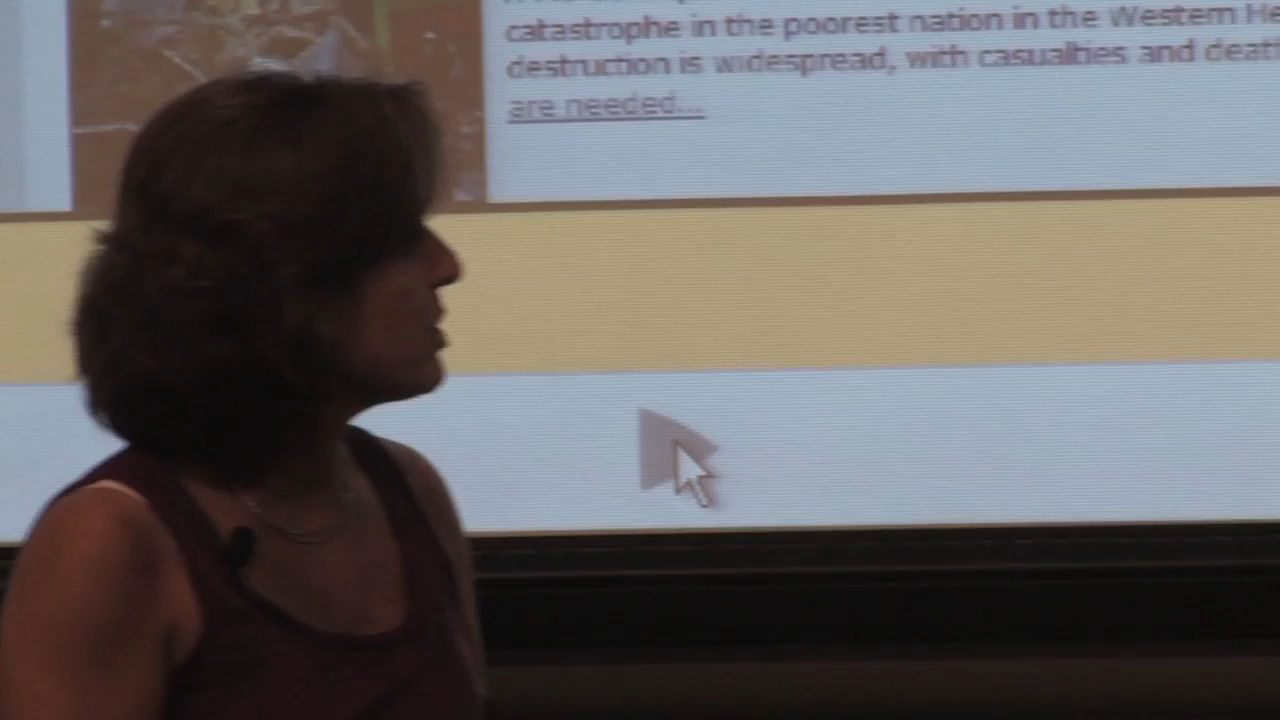 catastrophe in the poorest nation in the Western He
destruction is widespread, with casualties and deat
are needed...